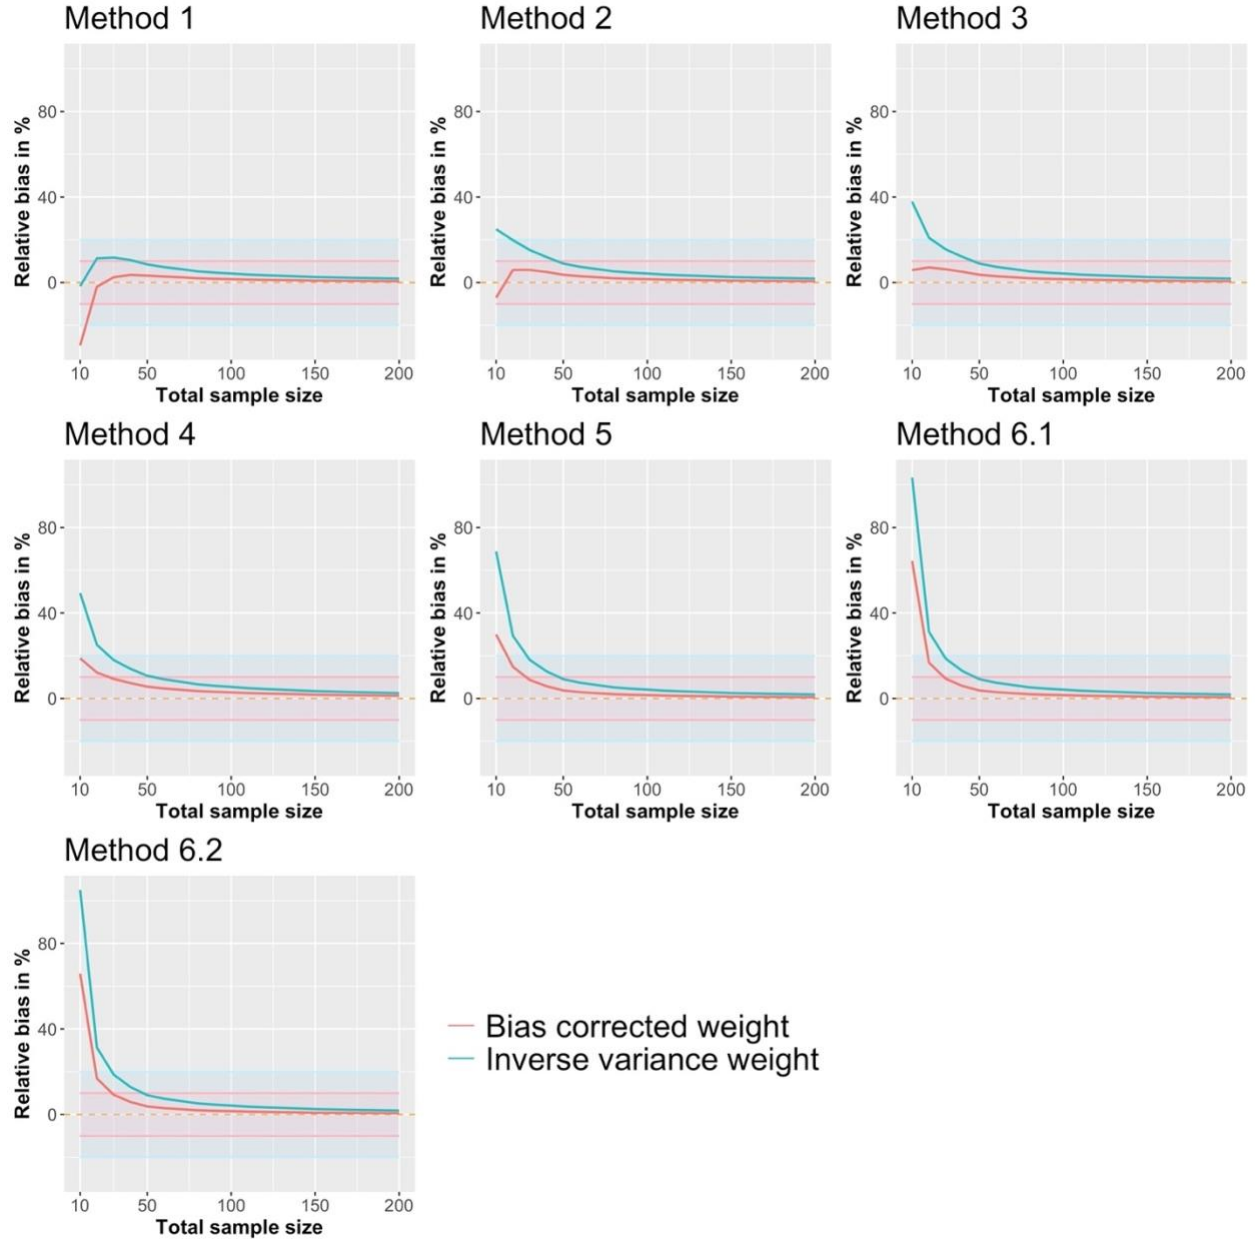 Method 1
Relative bias in %
80
40
0
10 50 100 150 200
Total sample size
Method 2
Relative bias in %
80
40
0
10 50 100 150 200
Total sample size
Method 3
Relative bias in %
80
40
0
10 50 100 150 200
Total sample size
Method 4
Relative bias in %
80
40
0
10 50 100 150 200
Total sample size
Method 5
Relative bias in %
80
40
0
10 50 100 150 200
Total sample size
Method 6.1
Relative bias in %
80
40
0
10 50 100 150 200
Total sample size
Method 6.2
Relative bias in %
80
40
0
10 50 100 150 200
Total sample size
Bias corrected weight
Inverse variance weight